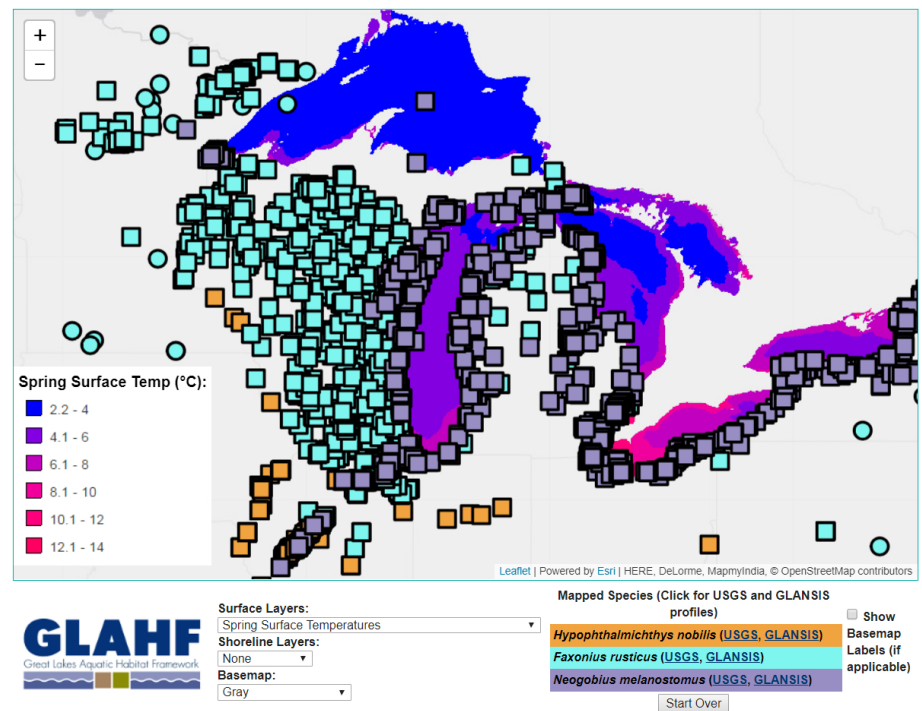 +
−
Spring Surface Temp (°C):
2.2 - 4
4.1 - 6
6.1 - 8
8.1 - 10
10.1 - 12
12.1 - 14
Leaflet | Powered by Esri | HERE, DeLorme, MapmyIndia, © OpenStreetMap contributors
GLAHF
Great Lakes Aquatic Habitat Framework
Surface Layers:
Spring Surface Temperatures
Shoreline Layers:
None
Basemap:
Gray
Mapped Species (Click for USGS and GLANSIS
profiles)
Hypophthalmichthys nobilis (USGS, GLANSIS)
Faxonius rusticus (USGS, GLANSIS)
Neogobius melanostomus (USGS, GLANSIS)
Start Over
Show
Basemap
Labels (if
applicable)